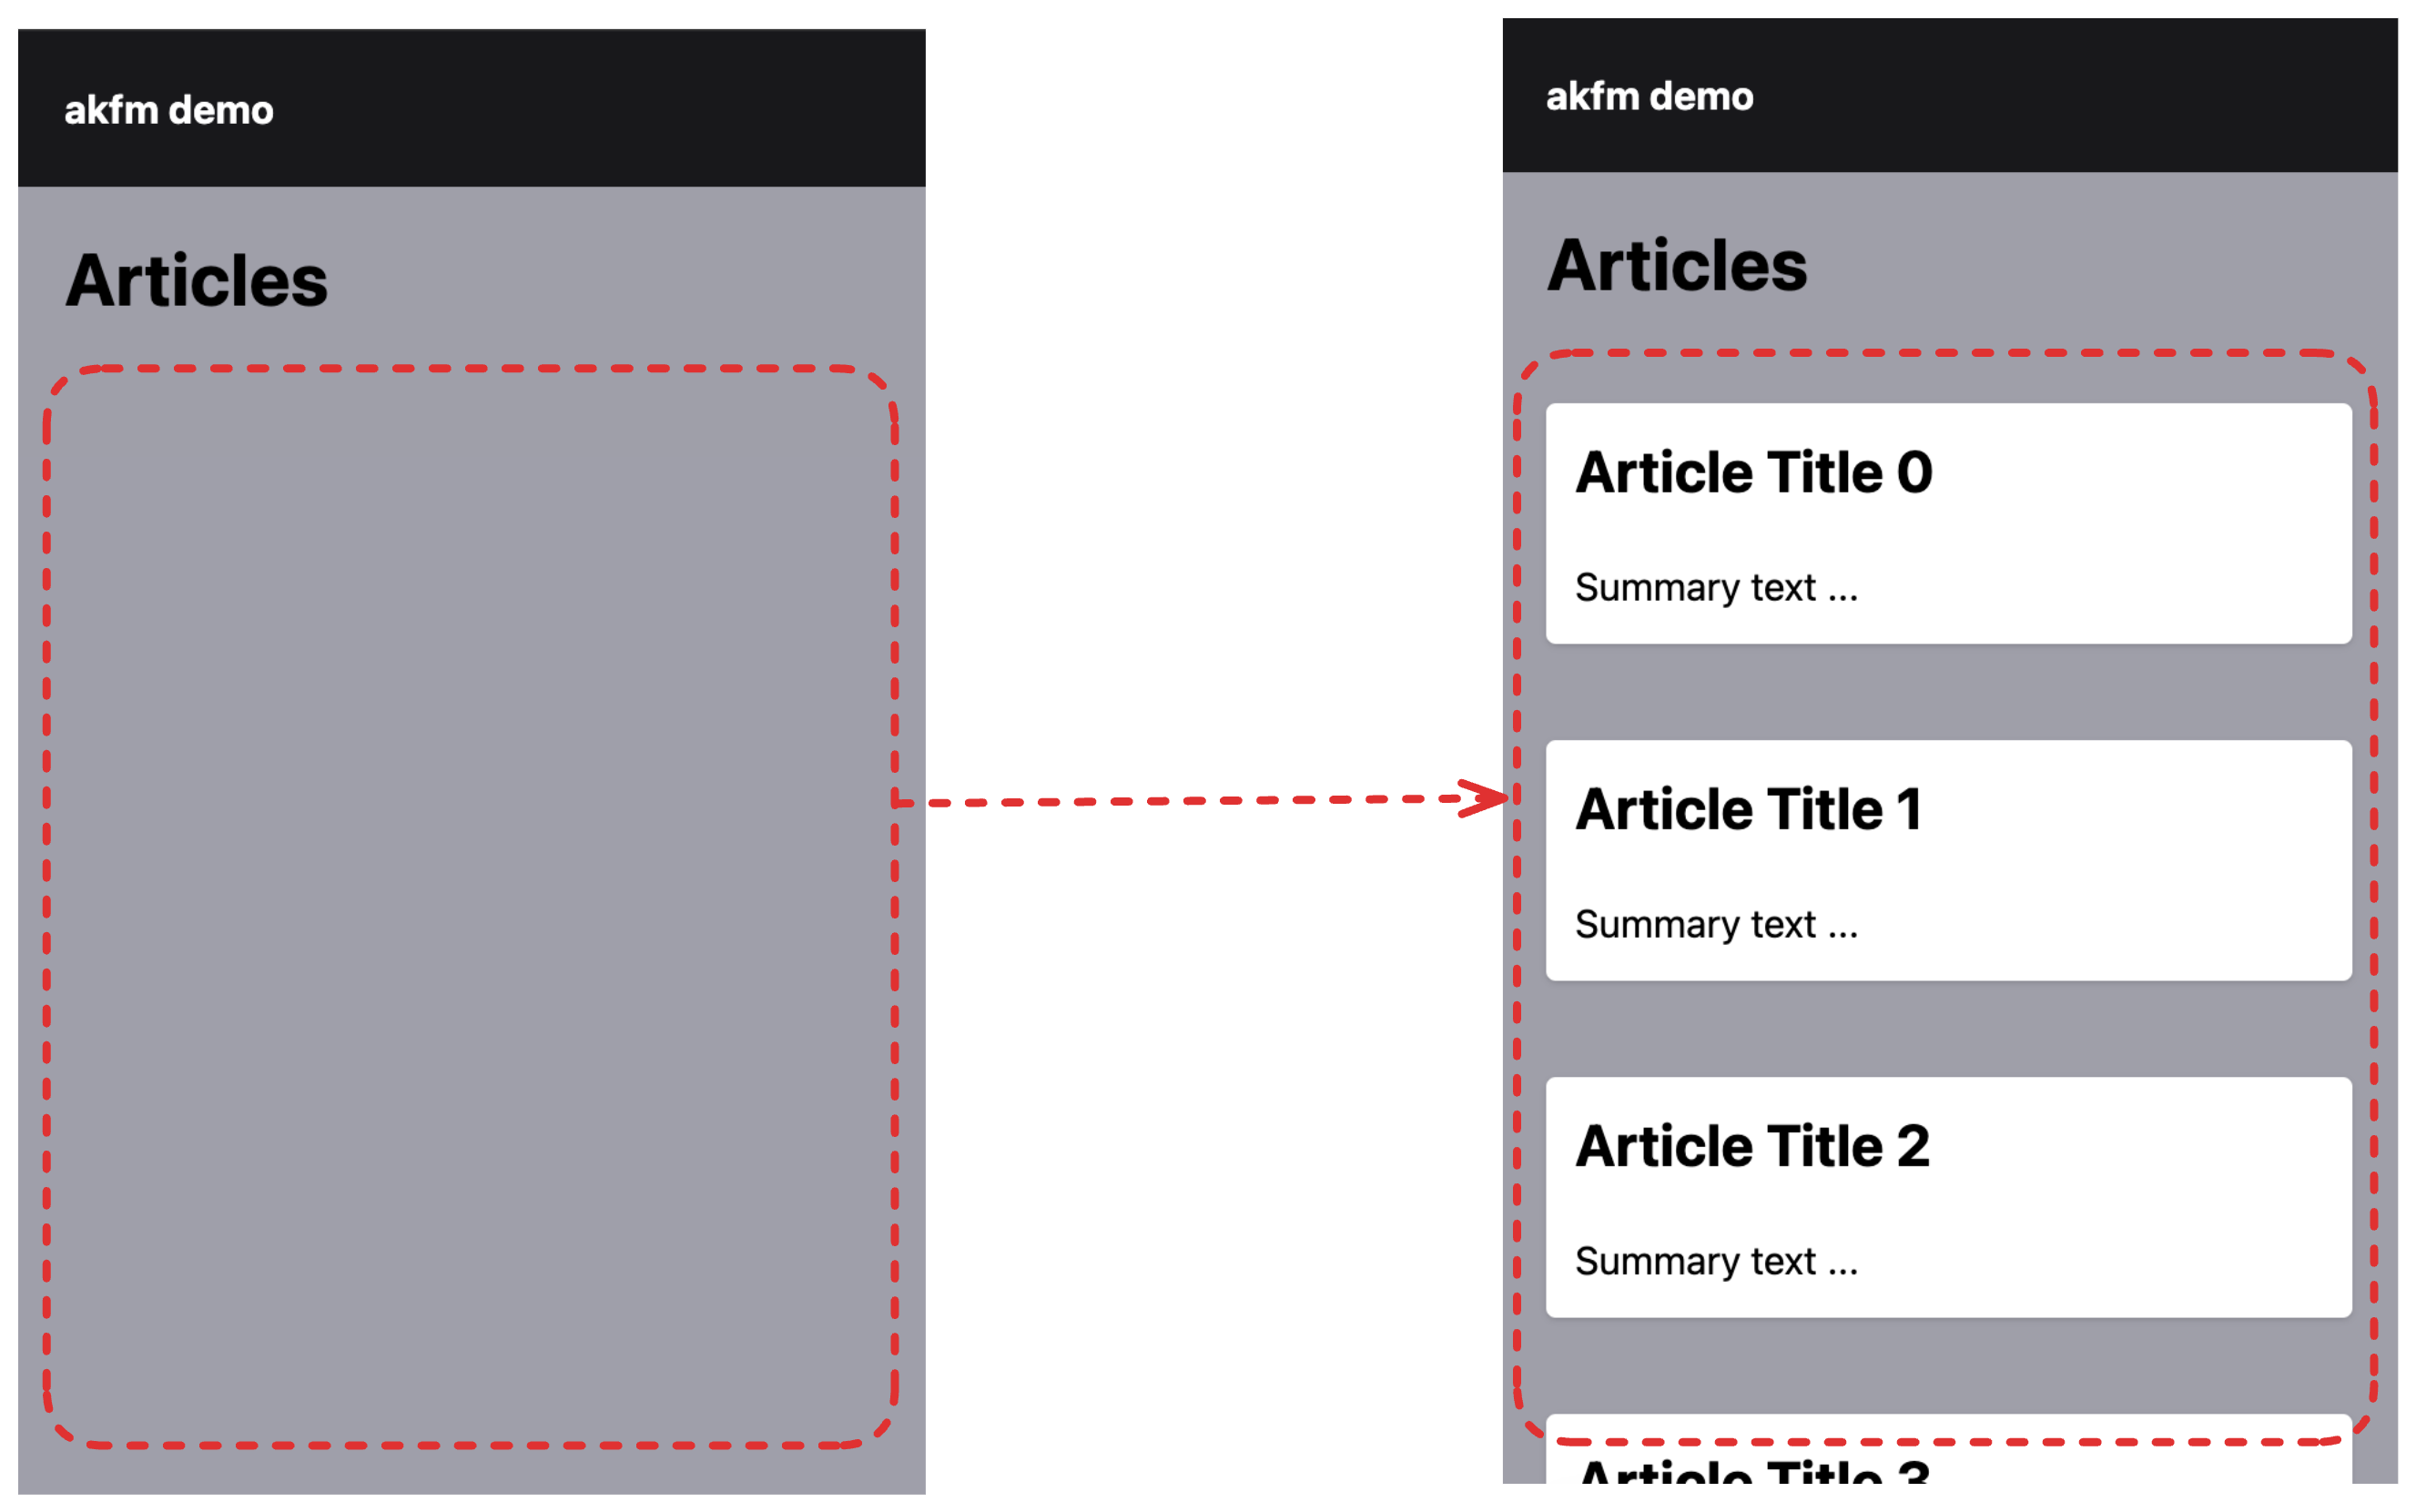 akfm demo
Articles
akfm demo
Articles
Article Title 0
Summary text ...
Article Title 1
Summary text ...
Article Title 2
Summary text ...
Article Title 3